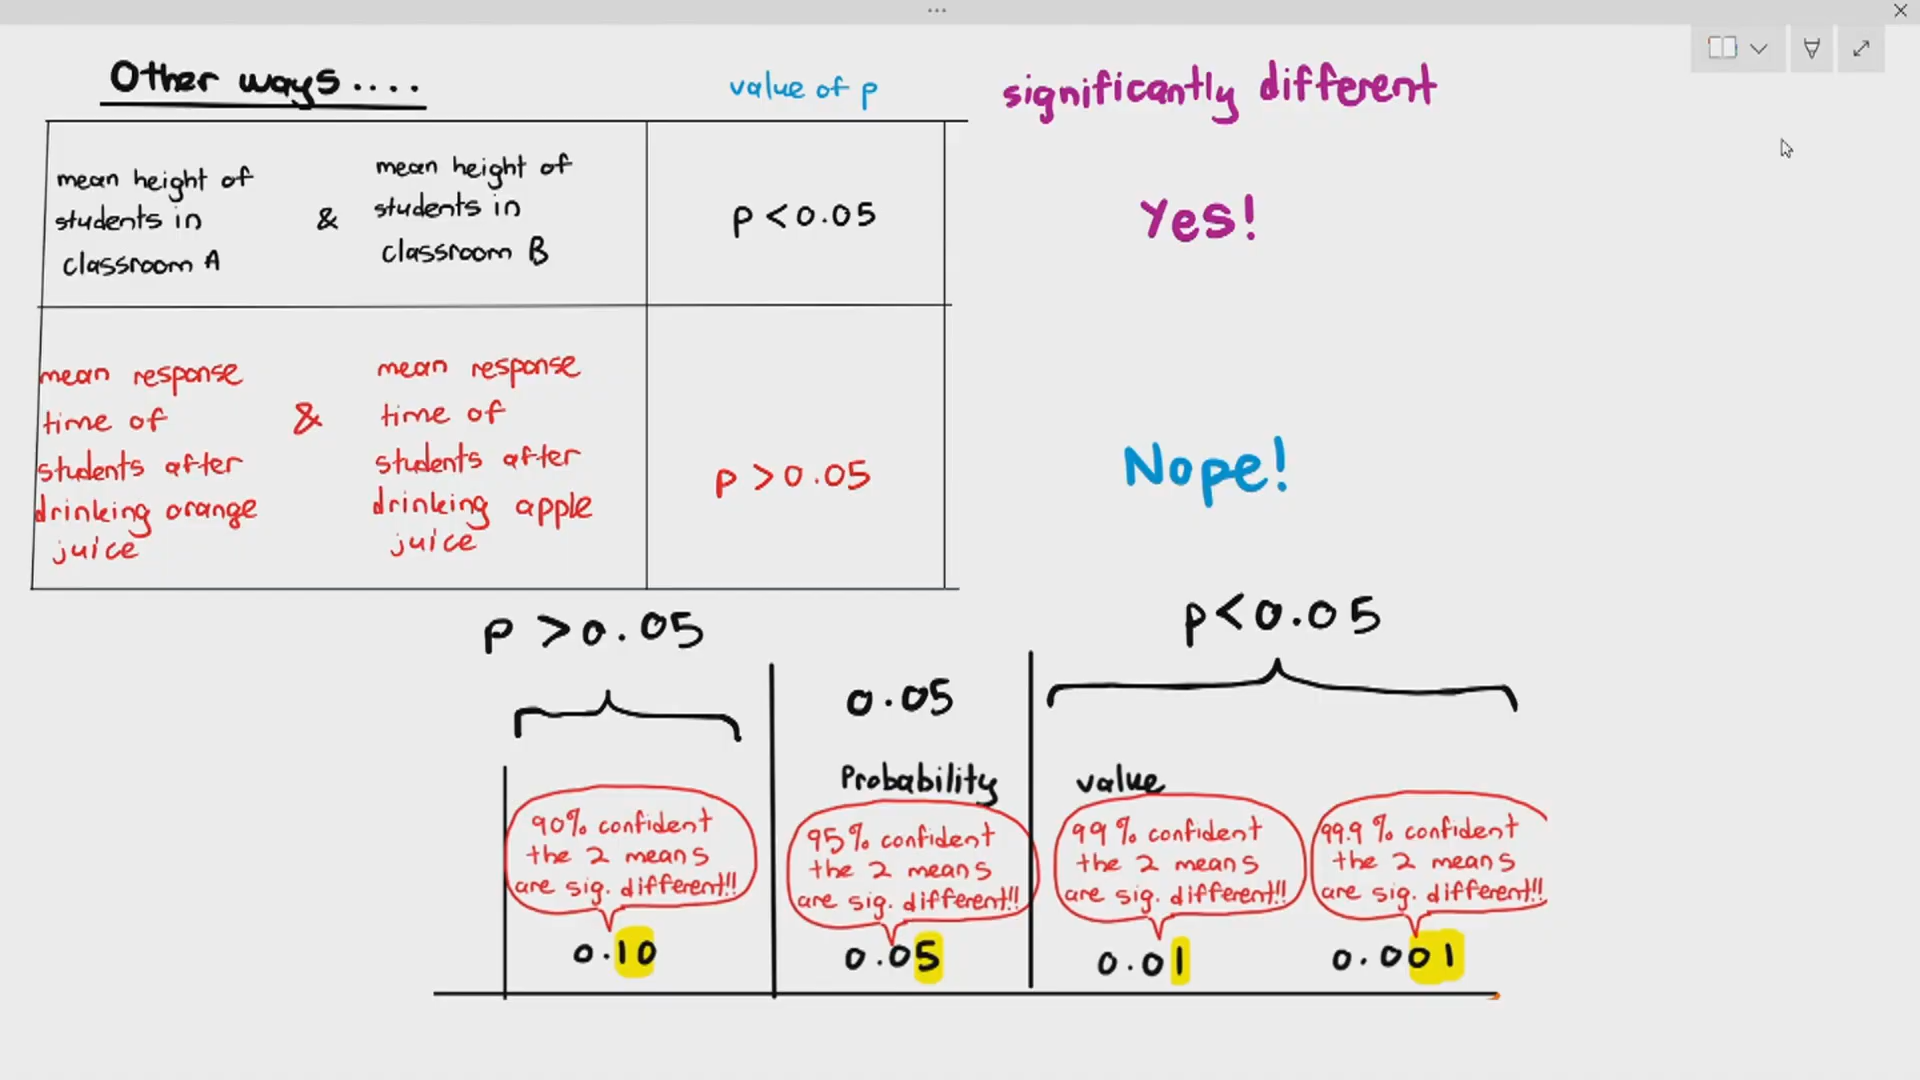 Other ways....
value of p
significantly different
mean height of
students in
classroom A
&
mean height of
students in
classroom B
p < 0.05
Yes!
mean response
time of
students after
drinking orange
juice
&
mean response
time of
students after
drinking apple
juice
p > 0.05
Nope!
p > 0.05
0.05
p < 0.05
Probability value
90% confident
the 2 means
are sig. different!!
95% confident
the 2 means
are sig. different!!
99% confident
the 2 means
are sig. different!!
99.9% confident
the 2 means
are sig. different!!
0.10
0.05
0.01
0.001